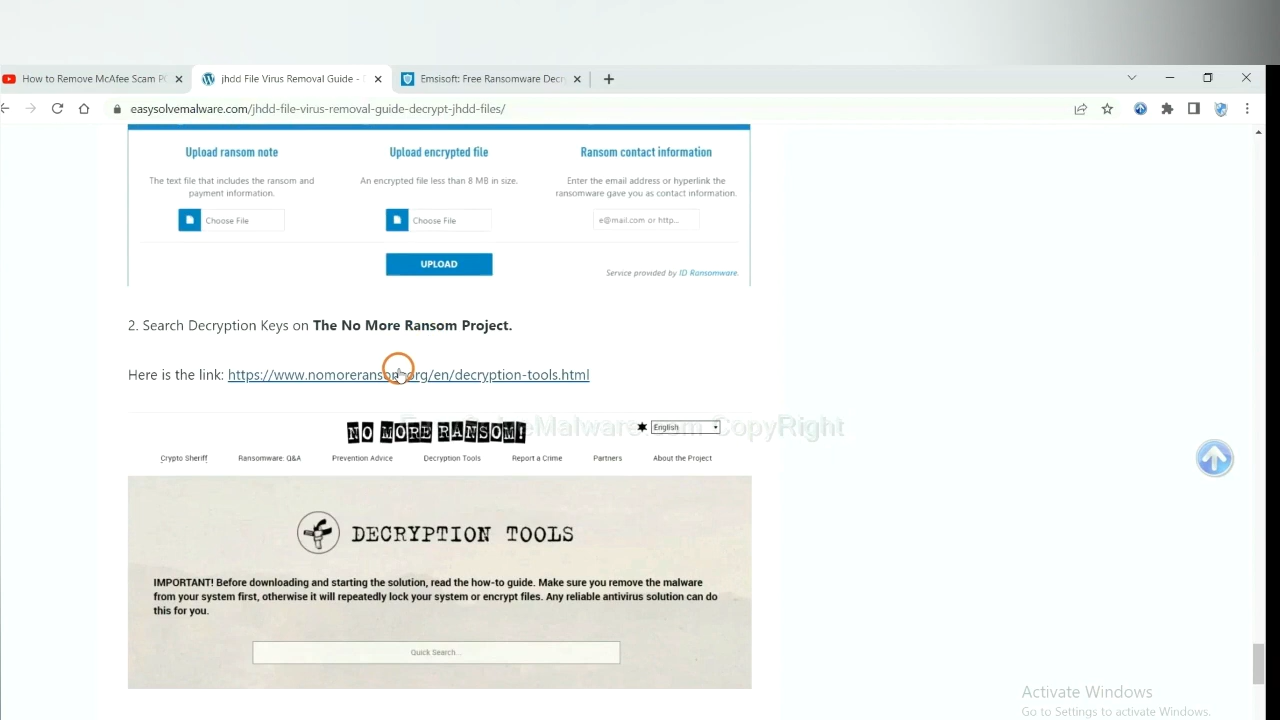 How to Remove McAfee Scam P
jhdd File Virus Removal Guide -
Emsisoft: Free Ransomware Decr
easysolvemalware.com/jhdd-file-virus-removal-guide-decrypt-jhdd-files/
Upload ransom note
The text file that includes the ransom and
payment information.
Choose File
Upload encrypted file
An encrypted file less than 8 MB in size.
Choose File
Ransom contact information
Enter the email address or hyperlink the
ransomware gave you as contact information.
e@mail.com or http...
UPLOAD
Service provided by ID Ransomware.
2. Search Decryption Keys on The No More Ransom Project.
Here is the link: https://www.nomoreransom.org/en/decryption-tools.html
NO MORE RANSOM!
English
Malware.com CopyRight
Crypto Sheriff Ransomware: Q&A Prevention Advice Decryption Tools Report a Crime Partners About the Project
DECRYPTION TOOLS
IMPORTANT! Before downloading and starting the solution, read the how-to guide. Make sure you remove the malware
from your system first, otherwise it will repeatedly lock your system or encrypt files. Any reliable antivirus solution can do
this for you.
Quick Search...
Activate Windows
Go to Settings to activate Windows.